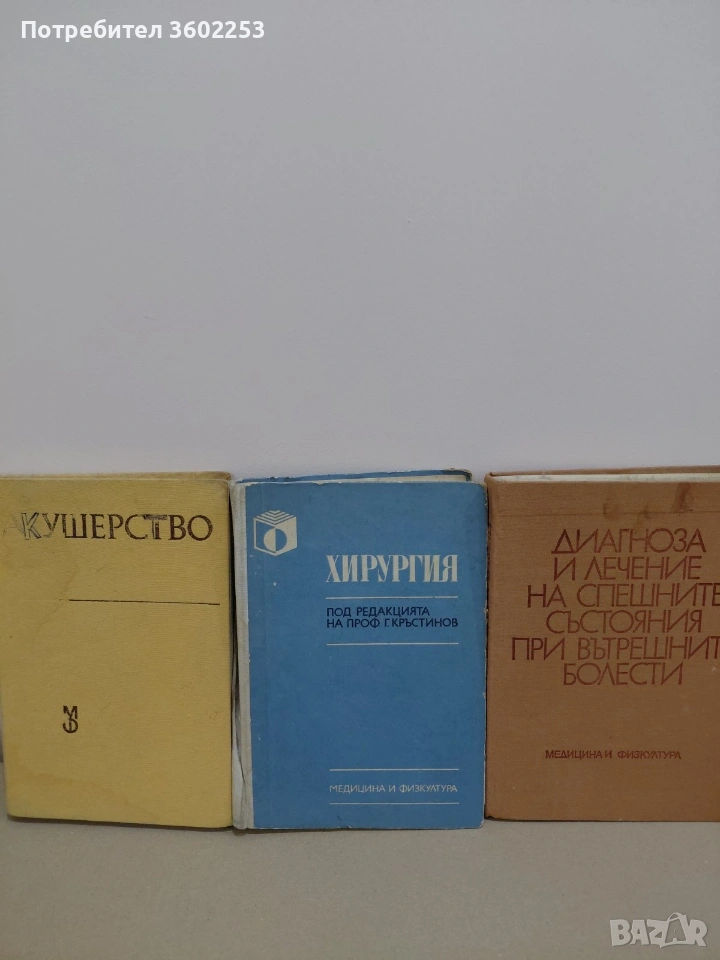 Потребител 3602253
АКУШЕРСТВО
ХИРУРГИЯ
ПОД РЕДАКЦИЯТА
НА ПРОФ. Г. КРЪСТИНОВ
МЕДИЦИНА И ФИЗКУЛТУРА
ДИАГНОЗА
И ЛЕЧЕНИЕ
НА СПЕШНИТЕ
СЪСТОЯНИЯ
ПРИ ВЪТРЕШНИТ
БОЛЕСТИ
МЕДИЦИНА И ФИЗКУЛТУРА
BAZAR